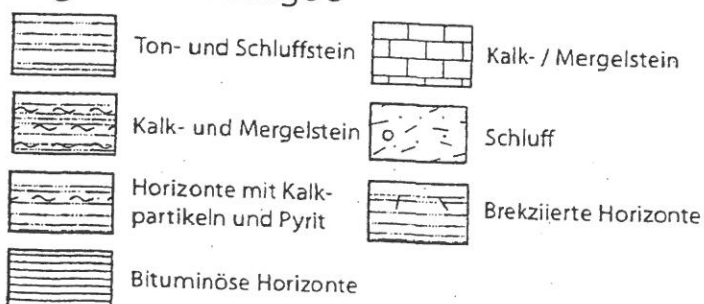 Ton- und Schluffstein
Kalk- / Mergelstein
Kalk- und Mergelstein
Schluff
Horizonte mit Kalk-
partikeln und Pyrit
Brekziierte Horizonte
Bituminöse Horizonte